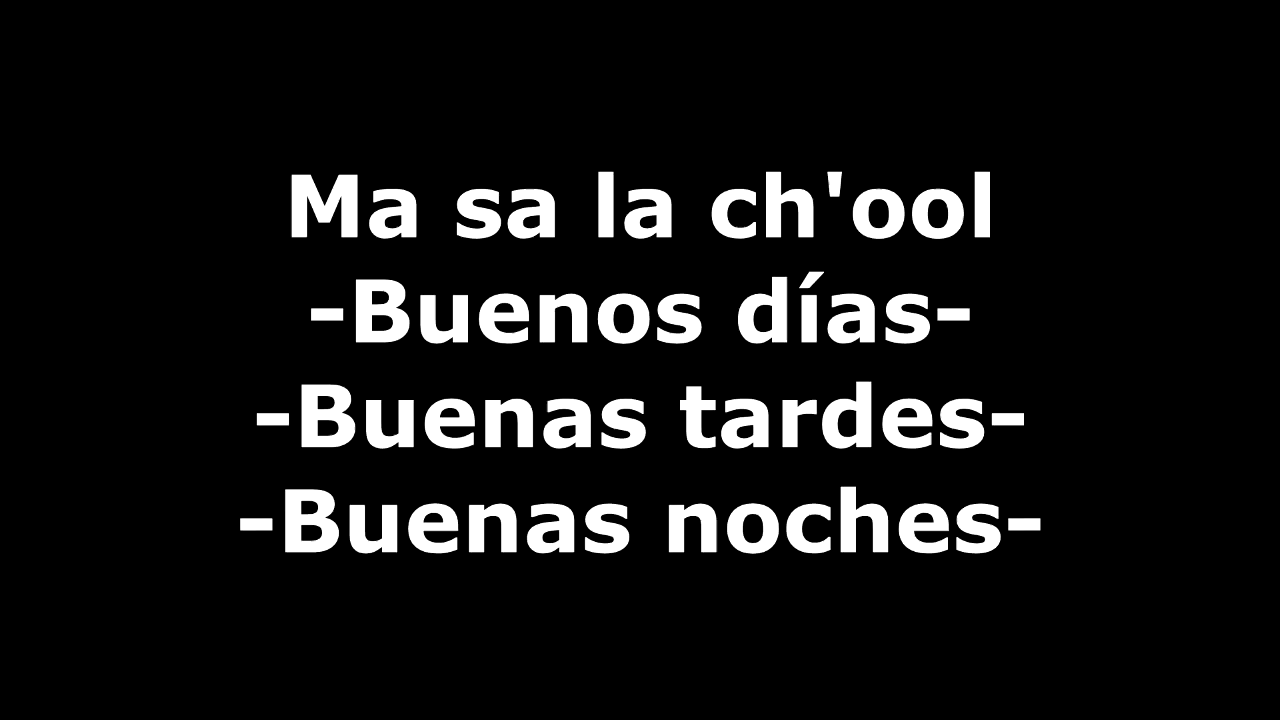 Ma sa la ch'ool
-Buenos días-
-Buenas tardes-
-Buenas noches-